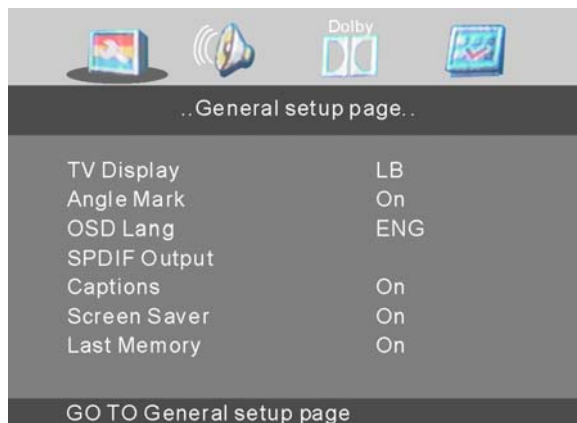 Dolby
..General setup page..
TV Display LB
Angle Mark On
OSD Lang ENG
SPDIF Output
Captions On
Screen Saver On
Last Memory On
GO TO General setup page